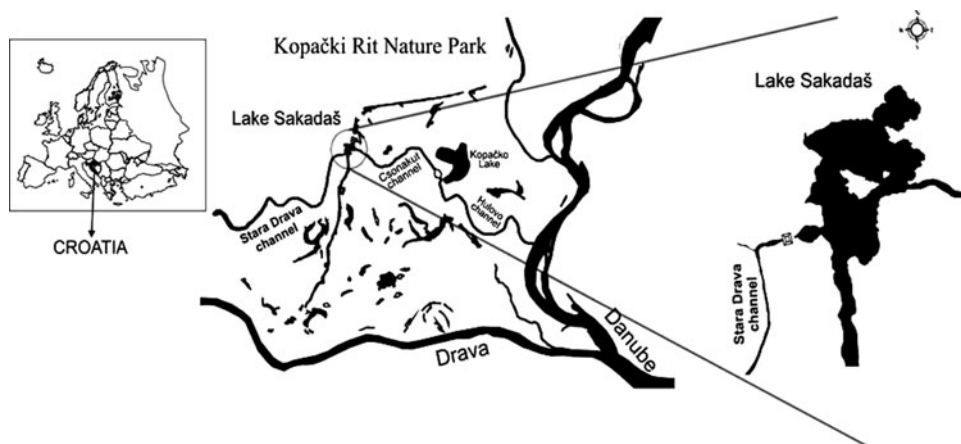 Kopački Rit Nature Park
Lake Sakadaš
Lake Sakadaš
Kopačko
Lake
Csonakut
channel
Hulovo
channel
Stara Drava
channel
CROATIA
Stara Drava
channel
Drava
Danube